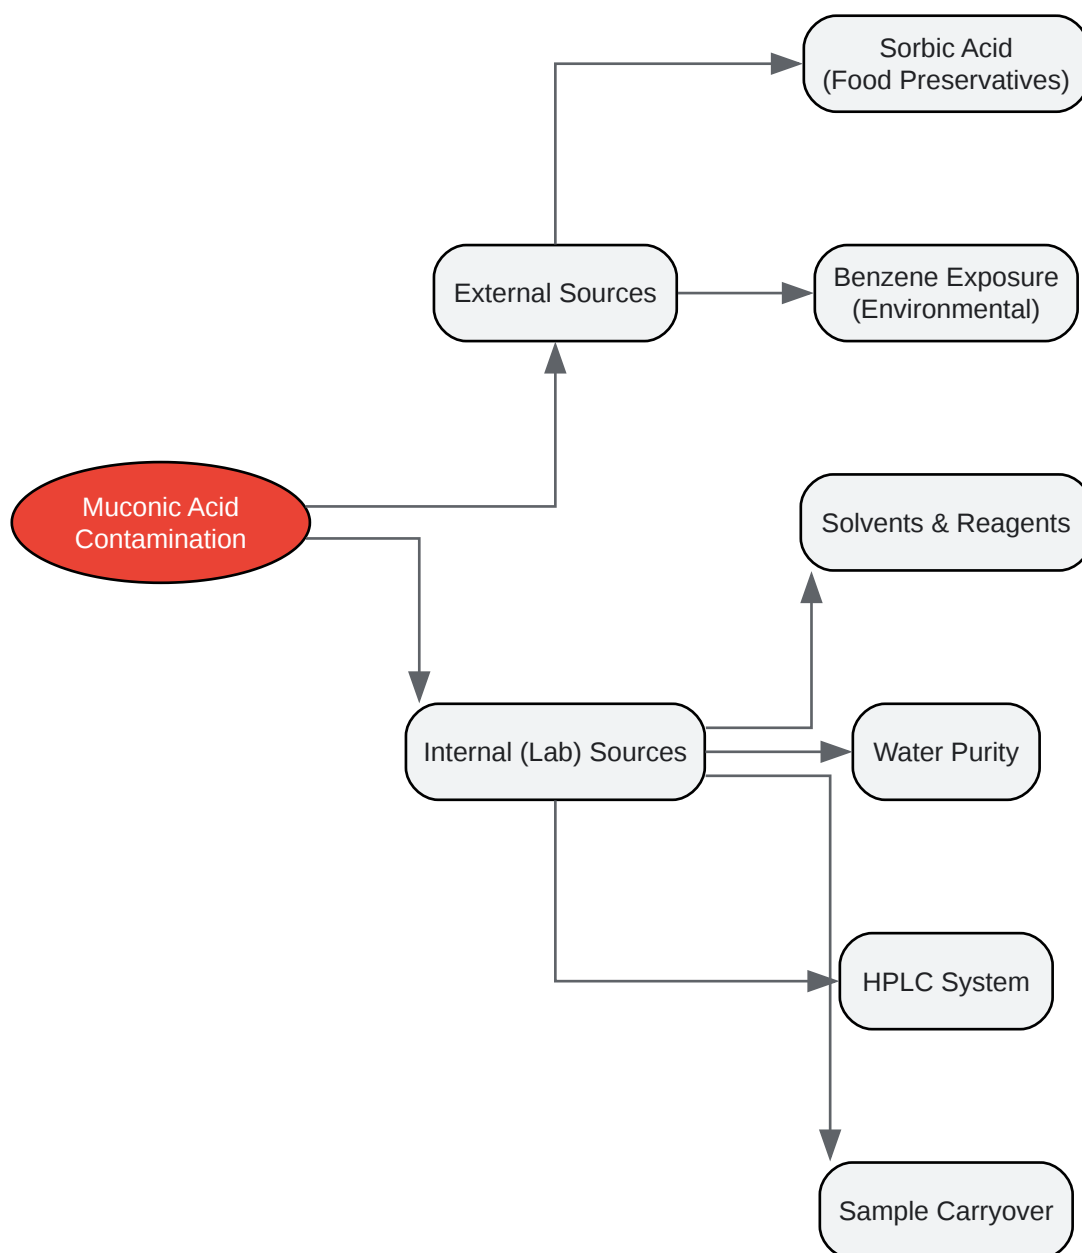 Sorbic Acid
(Food Preservatives)
External Sources
Benzene Exposure
(Environmental)
Muconic Acid
Contamination
Solvents & Reagents
Internal (Lab) Sources
Water Purity
HPLC System
Sample Carryover